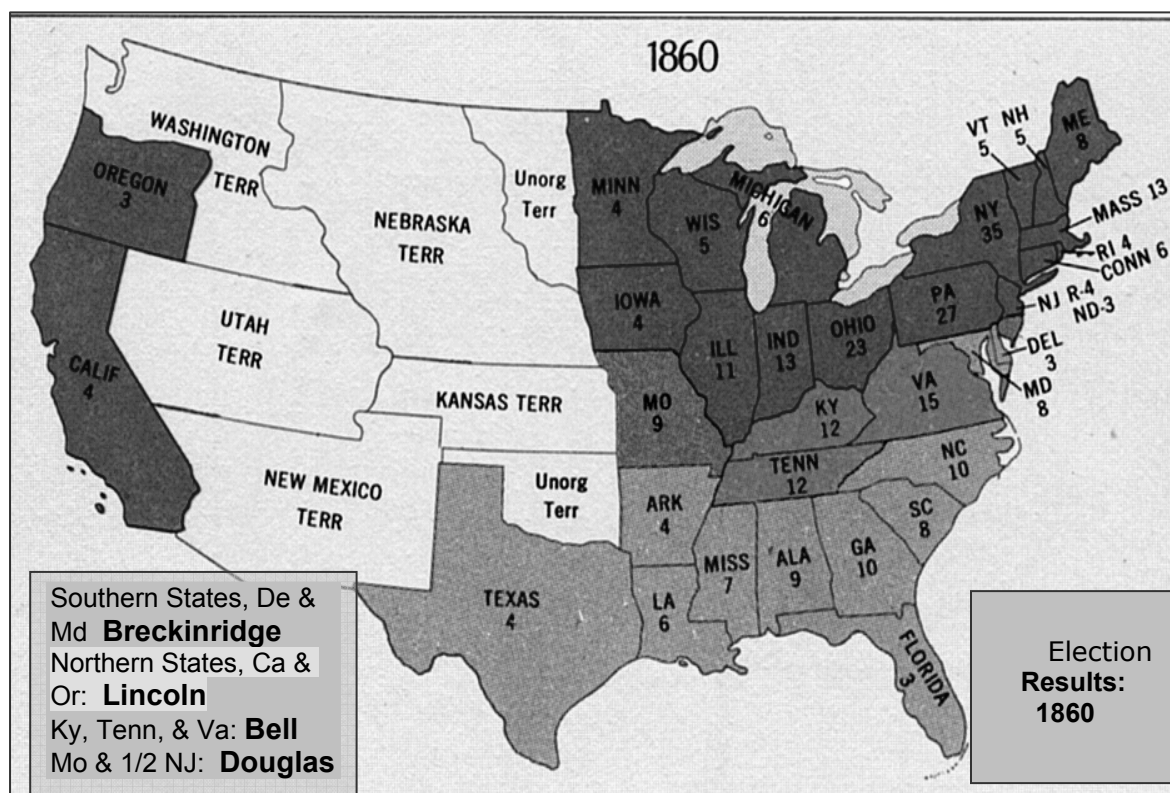 1860
WASHINGTON
TERR
OREGON
3
CALIF
4
NEBRASKA
TERR
Unorg
Terr
UTAH
TERR
KANSAS TERR
NEW MEXICO
TERR
Unorg
Terr
TEXAS
4
MINN
4
WIS
5
MICHIGAN
6
IOWA
4
ILL
11
IND
13
OHIO
23
MO
9
KY
12
TENN
12
ARK
4
LA
6
MISS
7
ALA
9
GA
10
FLORIDA
3
SC
8
NC
10
VA
15
PA
27
NY
35
VT
5
NH
5
ME
8
MASS 13
RI 4
CONN 6
NJ R-4
ND-3
DEL
3
MD
8
Southern States, De &
Md Breckinridge
Northern States, Ca &
Or: Lincoln
Ky, Tenn, & Va: Bell
Mo & 1/2 NJ: Douglas
Election
Results:
1860